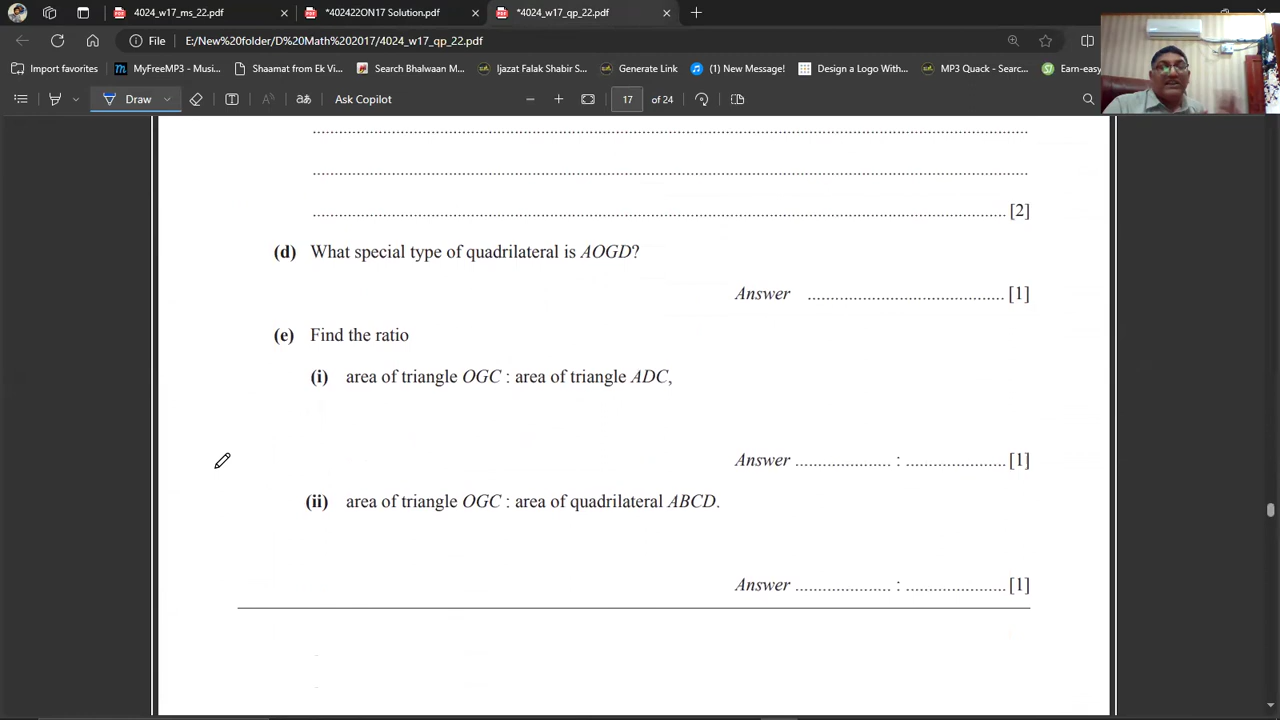 4024_w17_ms_22.pdf
*402422ON17 Solution.pdf
*4024_w17_qp_22.pdf
File
E:/New%20folder/D%20Math%202017/4024_w17_qp_22.pdf
Import favorites
MyFreeMP3 - Musi...
Shaamat from Ek Vi...
Search Bhalwaan M...
Ijazat Falak Shabir S...
Generate Link
(1) New Message!
Design a Logo With...
MP3 Quack - Searc...
Earn-easy
Draw
Ask Copilot
17 of 24
[2]
(d) What special type of quadrilateral is AOGD?
Answer .......................................... [1]
(e) Find the ratio
(i) area of triangle OGC : area of triangle ADC,
Answer ..................... : ...................... [1]
(ii) area of triangle OGC : area of quadrilateral ABCD.
Answer ..................... : ...................... [1]